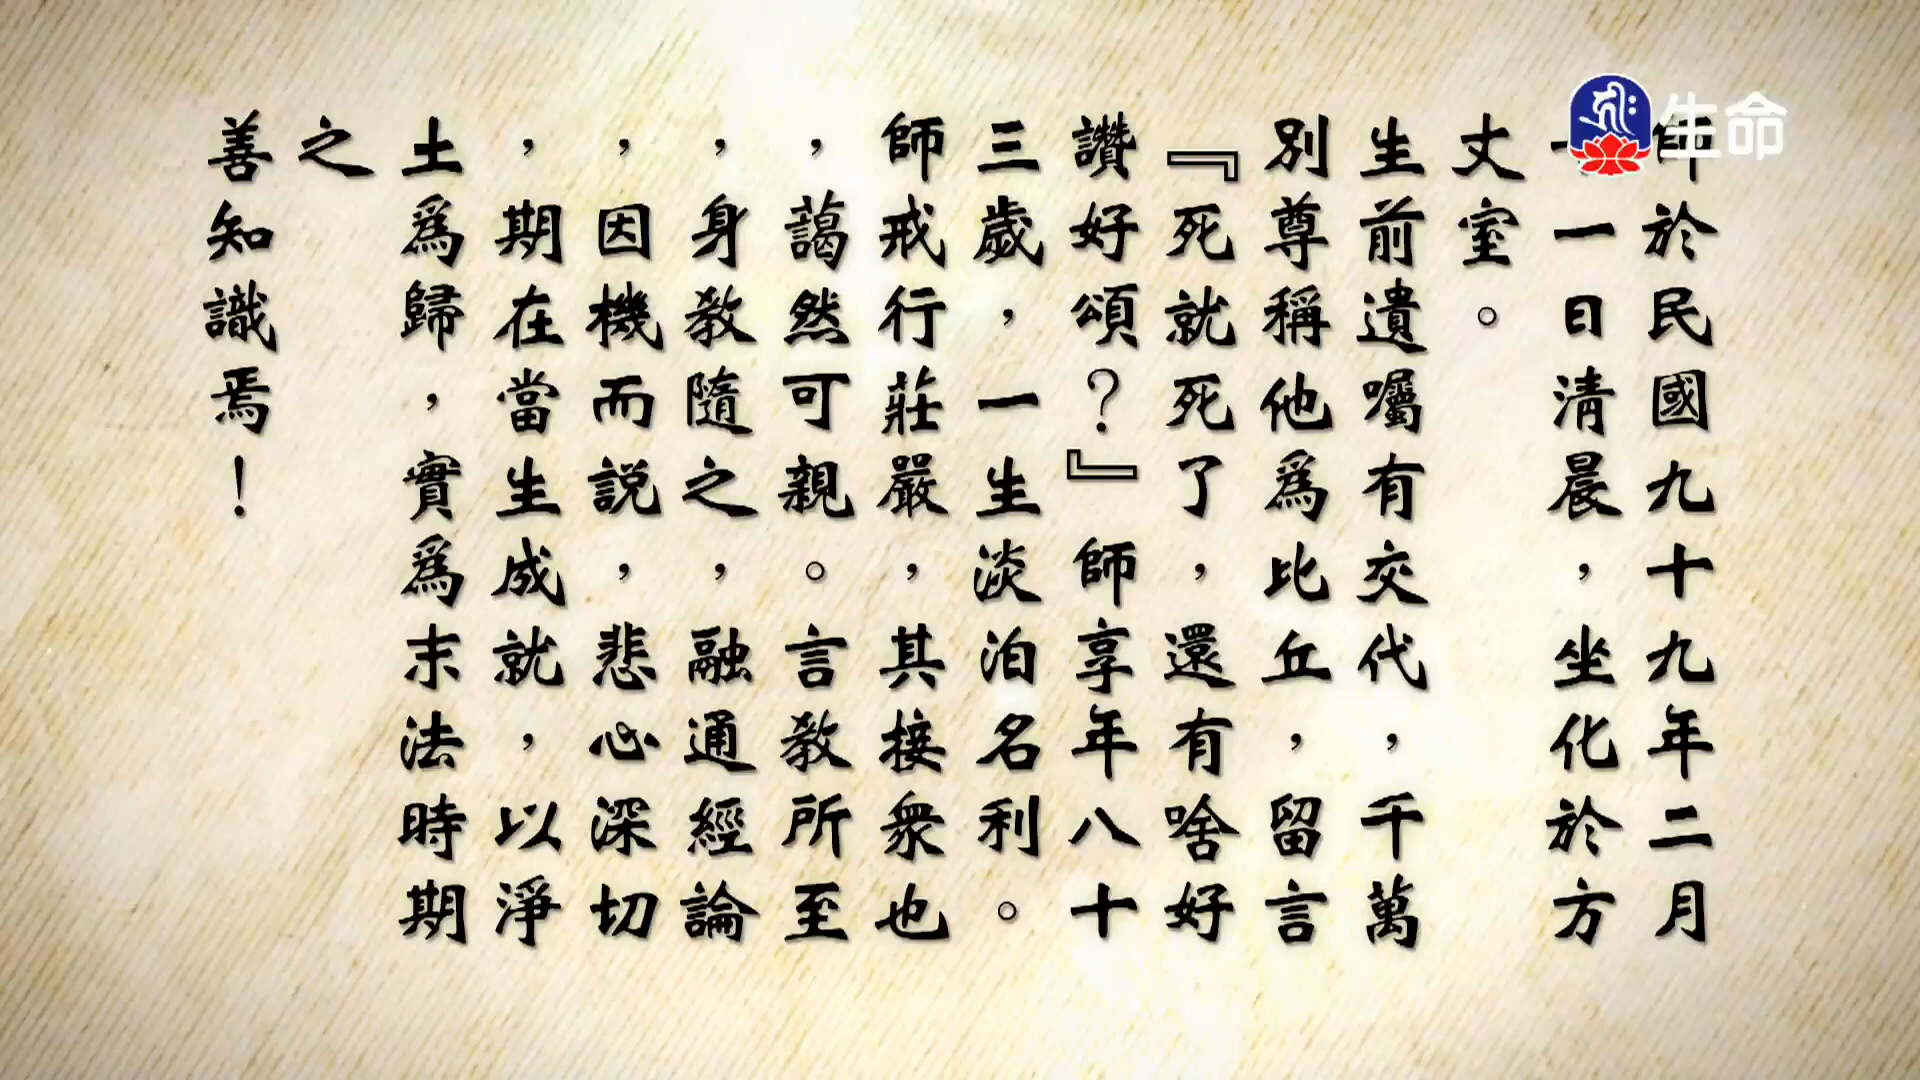 師於民國九十九年二月
一日清晨，坐化於方
丈室。
生前遺囑有交代，千萬
別尊稱他為比丘，留言
『死就死了，還有啥好
讚好頌？』師享年八十
三歲，一生淡泊名利。
師戒行莊嚴，其接眾也
，藹然可親。言教所至
，身教隨之，融通經論
，因機而說，悲心深切
，期在當生成就，以淨
土為歸，實為末法時期
之
善知識焉！
生命